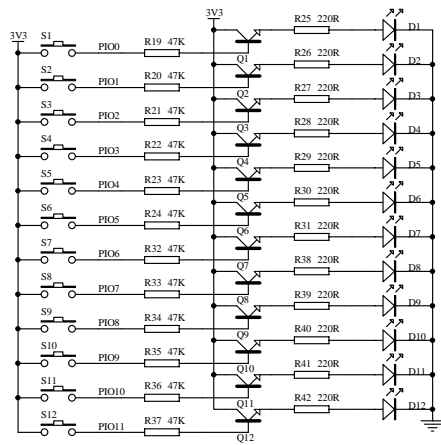 3V3 3V3
S1 PIO0 R19 47K Q1 R25 220R D1
S2 PIO1 R20 47K Q2 R26 220R D2
S3 PIO2 R21 47K Q3 R27 220R D3
S4 PIO3 R22 47K Q4 R28 220R D4
S5 PIO4 R23 47K Q5 R29 220R D5
S6 PIO5 R24 47K Q6 R30 220R D6
S7 PIO6 R32 47K Q7 R31 220R D7
S8 PIO7 R33 47K Q8 R38 220R D8
S9 PIO8 R34 47K Q9 R39 220R D9
S10 PIO9 R35 47K Q10 R40 220R D10
S11 PIO10 R36 47K Q11 R41 220R D11
S12 PIO11 R37 47K Q12 R42 220R D12